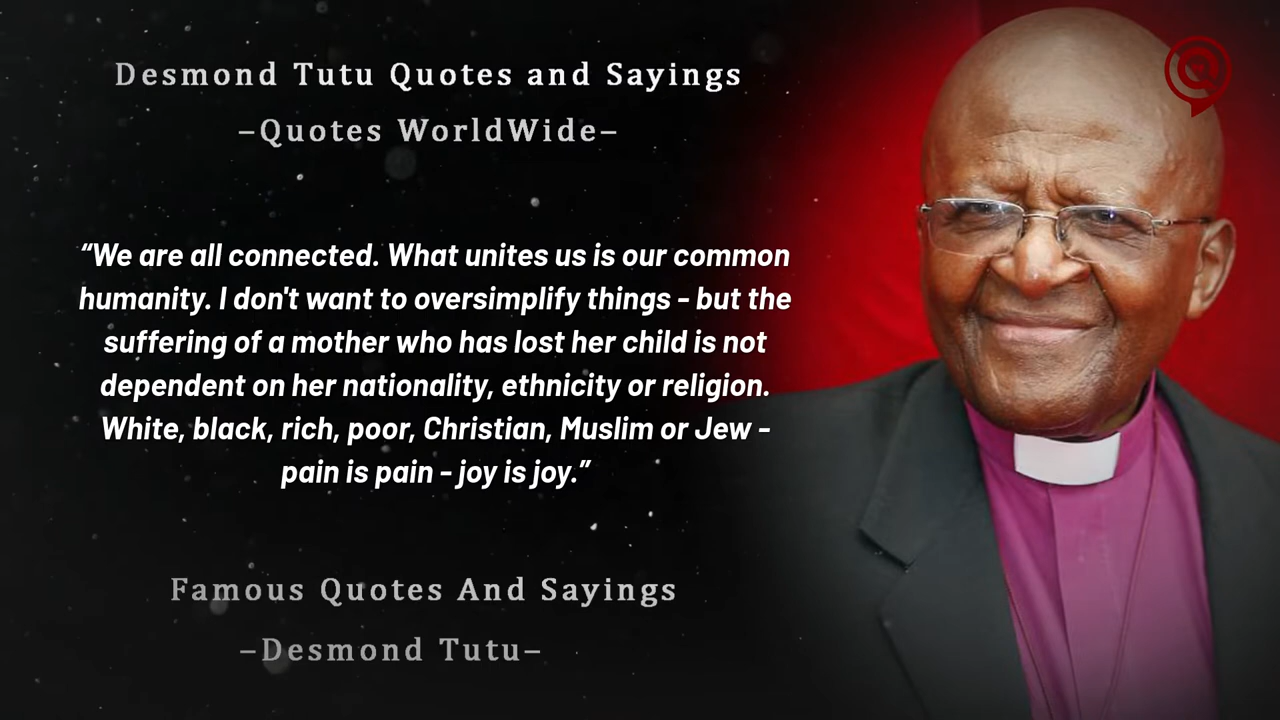 Desmond Tutu Quotes and Sayings
–Quotes WorldWide–
“We are all connected. What unites us is our common
humanity. I don't want to oversimplify things - but the
suffering of a mother who has lost her child is not
dependent on her nationality, ethnicity or religion.
White, black, rich, poor, Christian, Muslim or Jew -
pain is pain - joy is joy.”
Famous Quotes And Sayings
–Desmond Tutu–